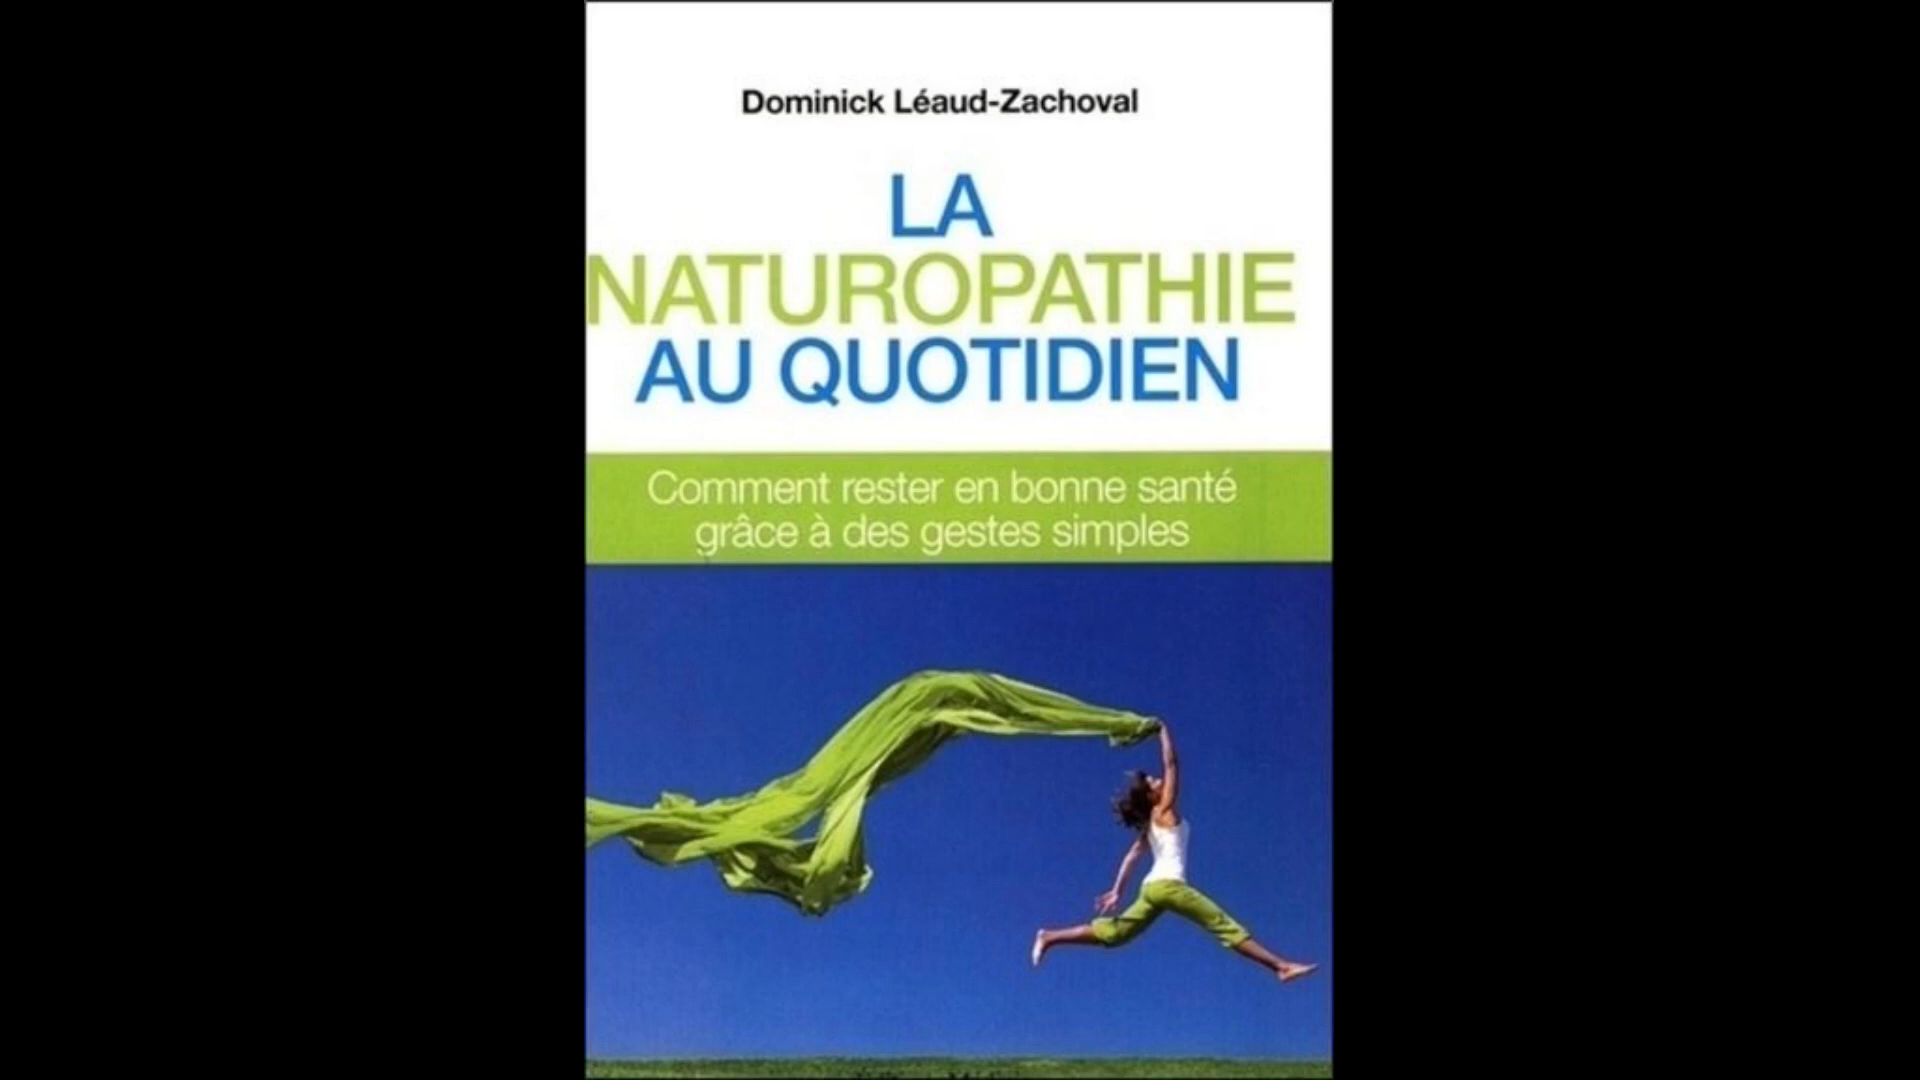 Dominick Léaud-Zachoval
LA
NATUROPATHIE
AU QUOTIDIEN
Comment rester en bonne santé
grâce à des gestes simples